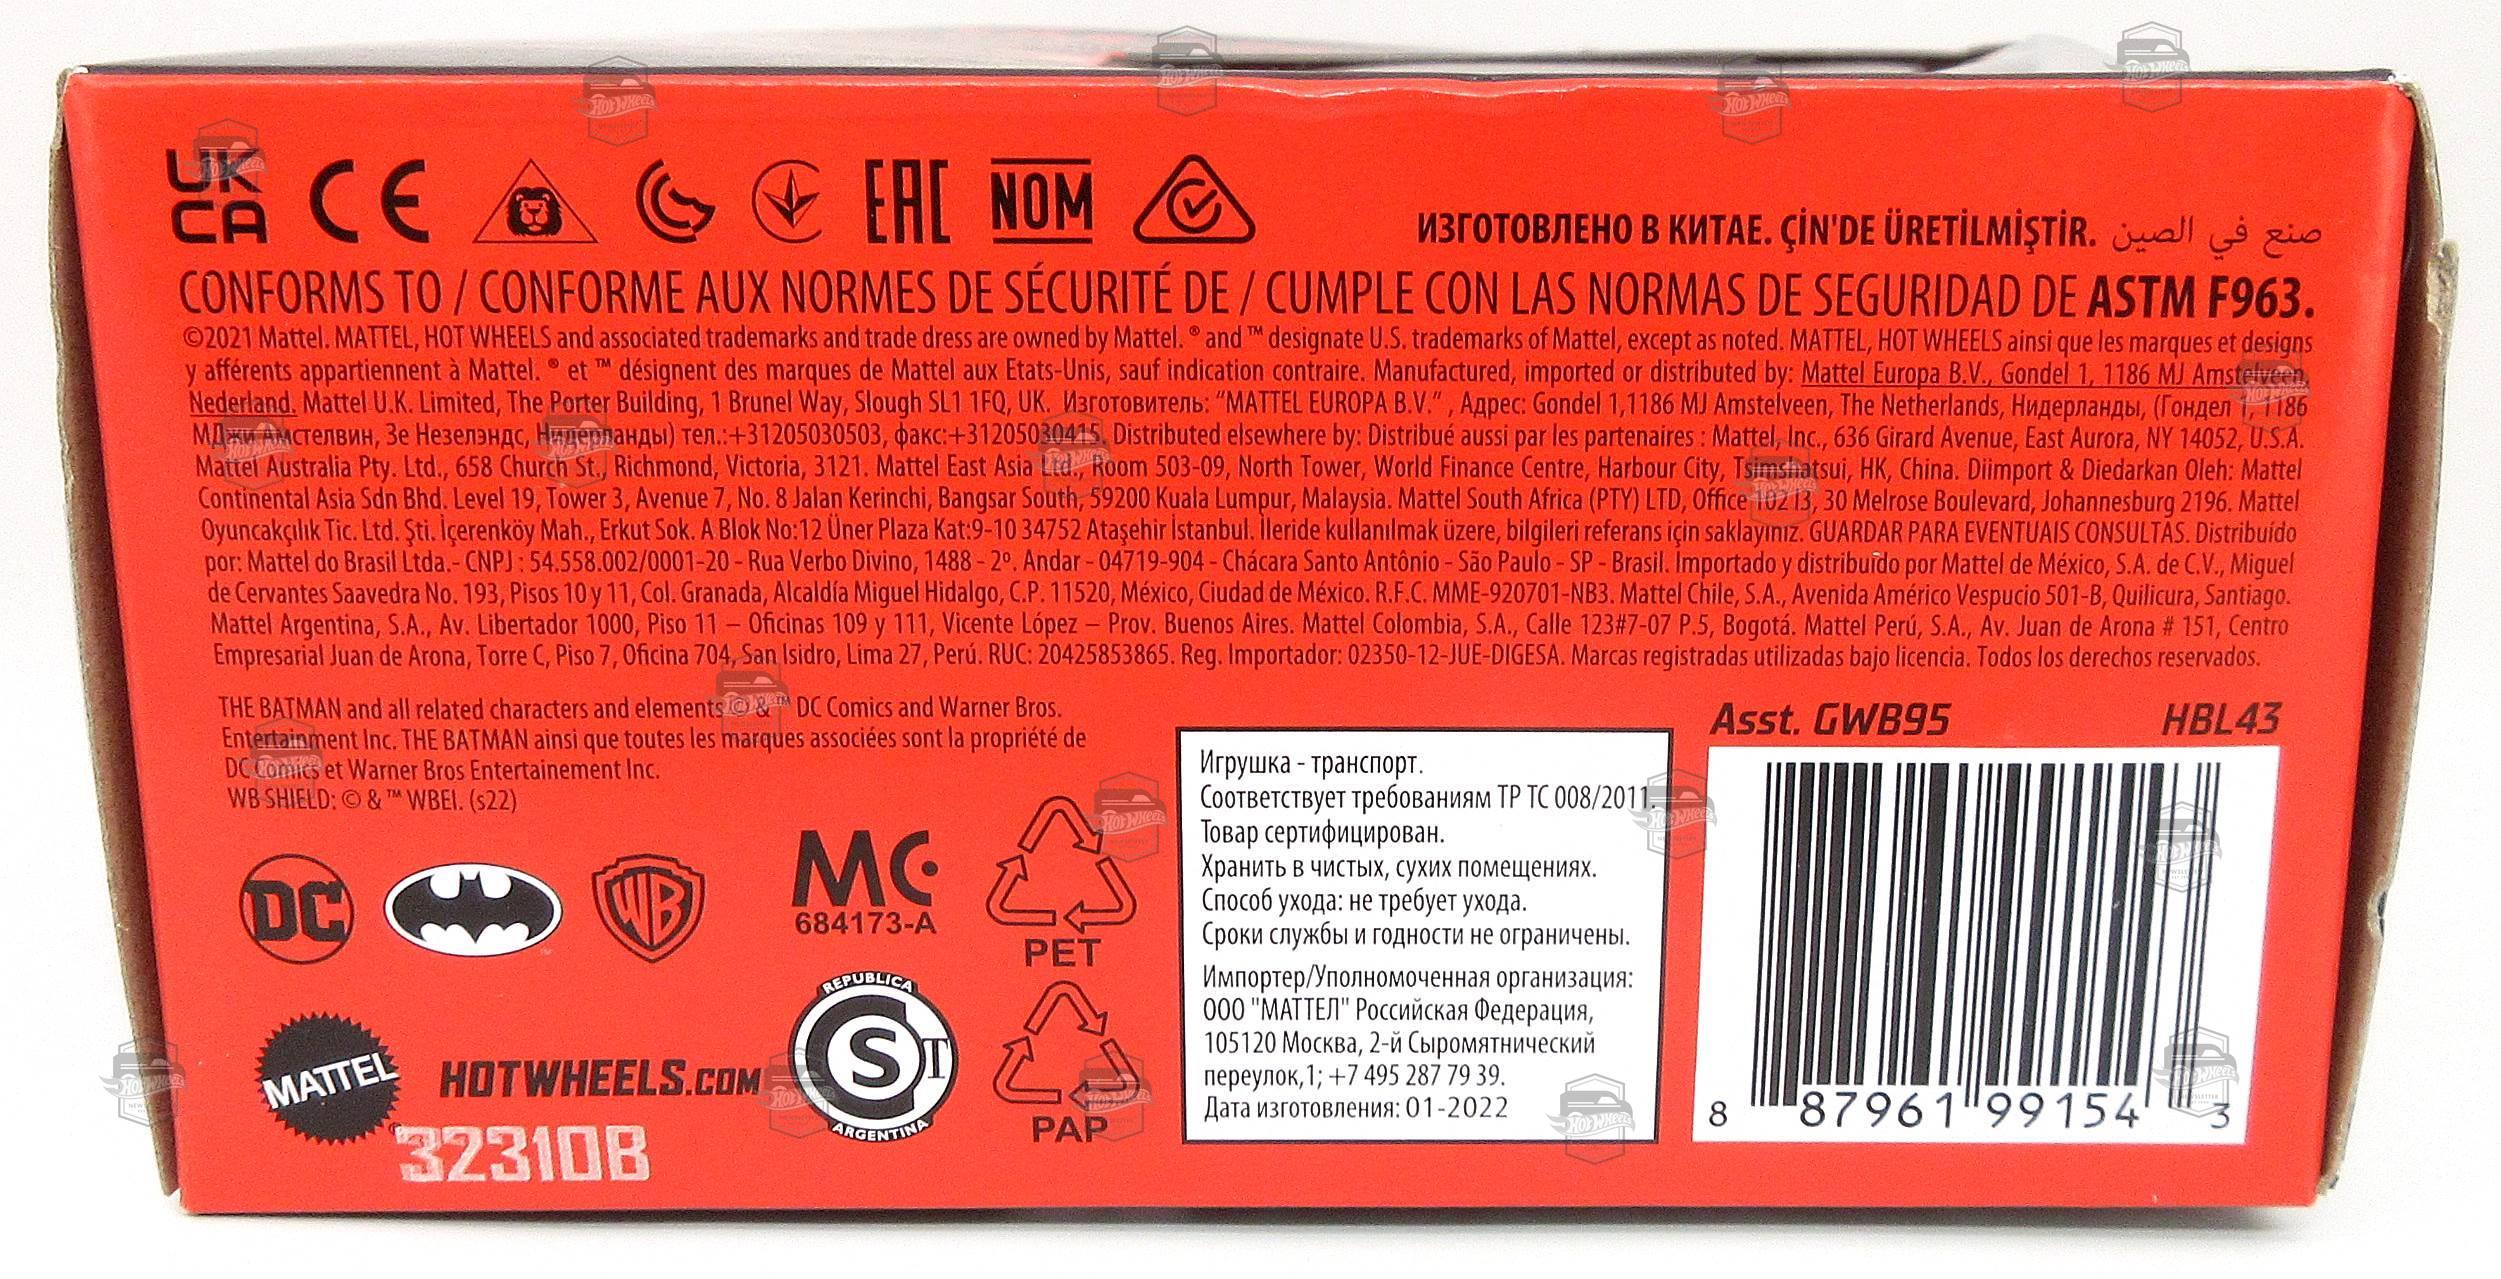 UK CA CE EAC NOM
ИЗГОТОВЛЕНО В КИТАЕ. ÇİN'DE ÜRETİLMİŞTİR. صنع في الصين
CONFORMS TO / CONFORME AUX NORMES DE SÉCURITÉ DE / CUMPLE CON LAS NORMAS DE SEGURIDAD DE ASTM F963.
©2021 Mattel. MATTEL, HOT WHEELS and associated trademarks and trade dress are owned by Mattel. ® and ™ designate U.S. trademarks of Mattel, except as noted. MATTEL, HOT WHEELS ainsi que les marques et designs
y afférents appartiennent à Mattel. ® et ™ désignent des marques de Mattel aux Etats-Unis, sauf indication contraire. Manufactured, imported or distributed by: Mattel Europa B.V., Gondel 1, 1186 MJ Amstelveen,
Nederland. Mattel U.K. Limited, The Porter Building, 1 Brunel Way, Slough SL1 1FQ, UK. Изготовитель: "MATTEL EUROPA B.V." , Адрес: Gondel 1,1186 MJ Amstelveen, The Netherlands, Нидерланды, (Гондел 1, 1186
МДжи Амстелвин, Зе Незелэндс, Нидерланды) тел.:+31205030503, факс:+31205030415. Distributed elsewhere by: Distribué aussi par les partenaires : Mattel, Inc., 636 Girard Avenue, East Aurora, NY 14052, U.S.A.
Mattel Australia Pty. Ltd., 658 Church St., Richmond, Victoria, 3121. Mattel East Asia Ltd., Room 503-09, North Tower, World Finance Centre, Harbour City, Tsimshatsui, HK, China. Diimport & Diedarkan Oleh: Mattel
Continental Asia Sdn Bhd. Level 19, Tower 3, Avenue 7, No. 8 Jalan Kerinchi, Bangsar South, 59200 Kuala Lumpur, Malaysia. Mattel South Africa (PTY) LTD, Office 102 I3, 30 Melrose Boulevard, Johannesburg 2196. Mattel
Oyuncakçılık Tic. Ltd. Şti. İçerenköy Mah., Erkut Sok. A Blok No:12 Üner Plaza Kat:9-10 34752 Ataşehir İstanbul. İleride kullanılmak üzere, bilgileri referans için saklayınız. GUARDAR PARA EVENTUAIS CONSULTAS. Distribuído
por: Mattel do Brasil Ltda.- CNPJ : 54.558.002/0001-20 - Rua Verbo Divino, 1488 - 2º. Andar - 04719-904 - Chácara Santo Antônio - São Paulo - SP - Brasil. Importado y distribuido por Mattel de México, S.A. de C.V., Miguel
de Cervantes Saavedra No. 193, Pisos 10 y 11, Col. Granada, Alcaldía Miguel Hidalgo, C.P. 11520, México, Ciudad de México. R.F.C. MME-920701-NB3. Mattel Chile, S.A., Avenida Américo Vespucio 501-B, Quilicura, Santiago.
Mattel Argentina, S.A., Av. Libertador 1000, Piso 11 – Oficinas 109 y 111, Vicente López – Prov. Buenos Aires. Mattel Colombia, S.A., Calle 123#7-07 P.5, Bogotá. Mattel Perú, S.A., Av. Juan de Arona # 151, Centro
Empresarial Juan de Arona, Torre C, Piso 7, Oficina 704, San Isidro, Lima 27, Perú. RUC: 20425853865. Reg. Importador: 02350-12-JUE-DIGESA. Marcas registradas utilizadas bajo licencia. Todos los derechos reservados.
THE BATMAN and all related characters and elements © & ™ DC Comics and Warner Bros.
Entertainment Inc. THE BATMAN ainsi que toutes les marques associées sont la propriété de
DC Comics et Warner Bros Entertainement Inc.
WB SHIELD: © & ™ WBEI. (s22)
DC
WB
MC
684173-A
PET
REPUBLICA
CST
ARGENTINA
PAP
MATTEL
HOTWHEELS.COM
32310B
Игрушка - транспорт.
Соответствует требованиям ТР ТС 008/2011.
Товар сертифицирован.
Хранить в чистых, сухих помещениях.
Способ ухода: не требует ухода.
Сроки службы и годности не ограничены.
Импортер/Уполномоченная организация:
ООО "МАТТЕЛ" Российская Федерация,
105120 Москва, 2-й Сыромятнический
переулок,1; +7 495 287 79 39.
Дата изготовления: 01-2022
Asst. GWB95 HBL43
8 87961 99154 3